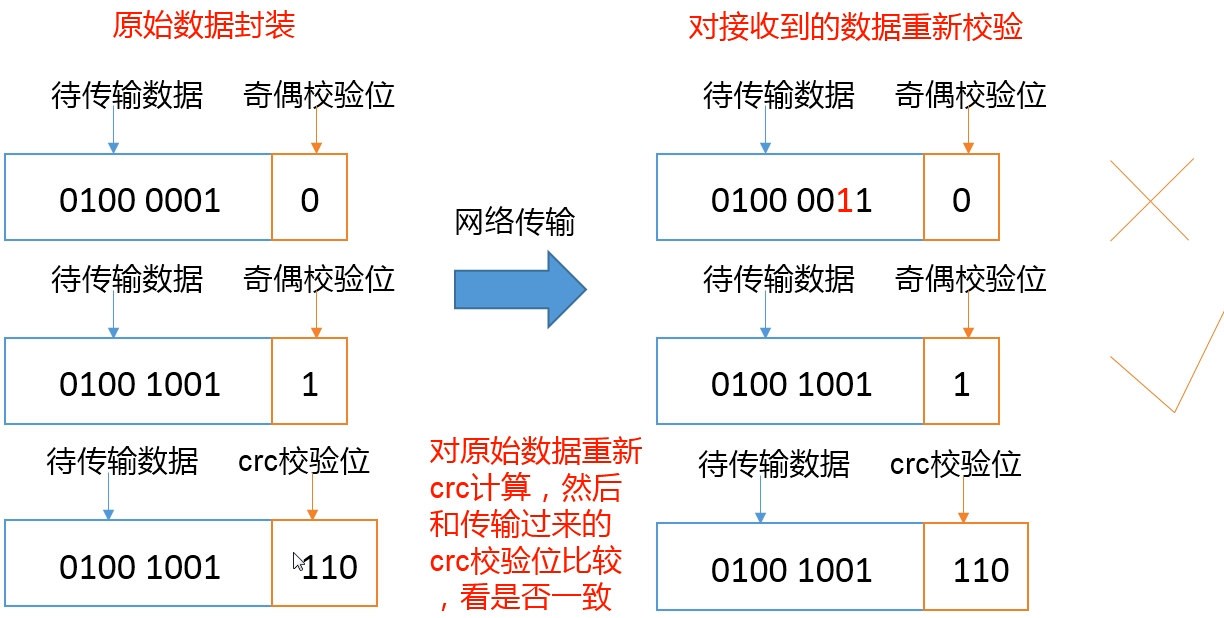 原始数据封装
对接收到的数据重新校验
待传输数据 奇偶校验位
0100 0001 0
待传输数据 奇偶校验位
0100 1001 1
待传输数据 crc校验位
0100 1001 110
网络传输
对原始数据重新
crc计算，然后
和传输过来的
crc校验位比较
，看是否一致
待传输数据 奇偶校验位
0100 0011 0
待传输数据 奇偶校验位
0100 1001 1
待传输数据 crc校验位
0100 1001 110